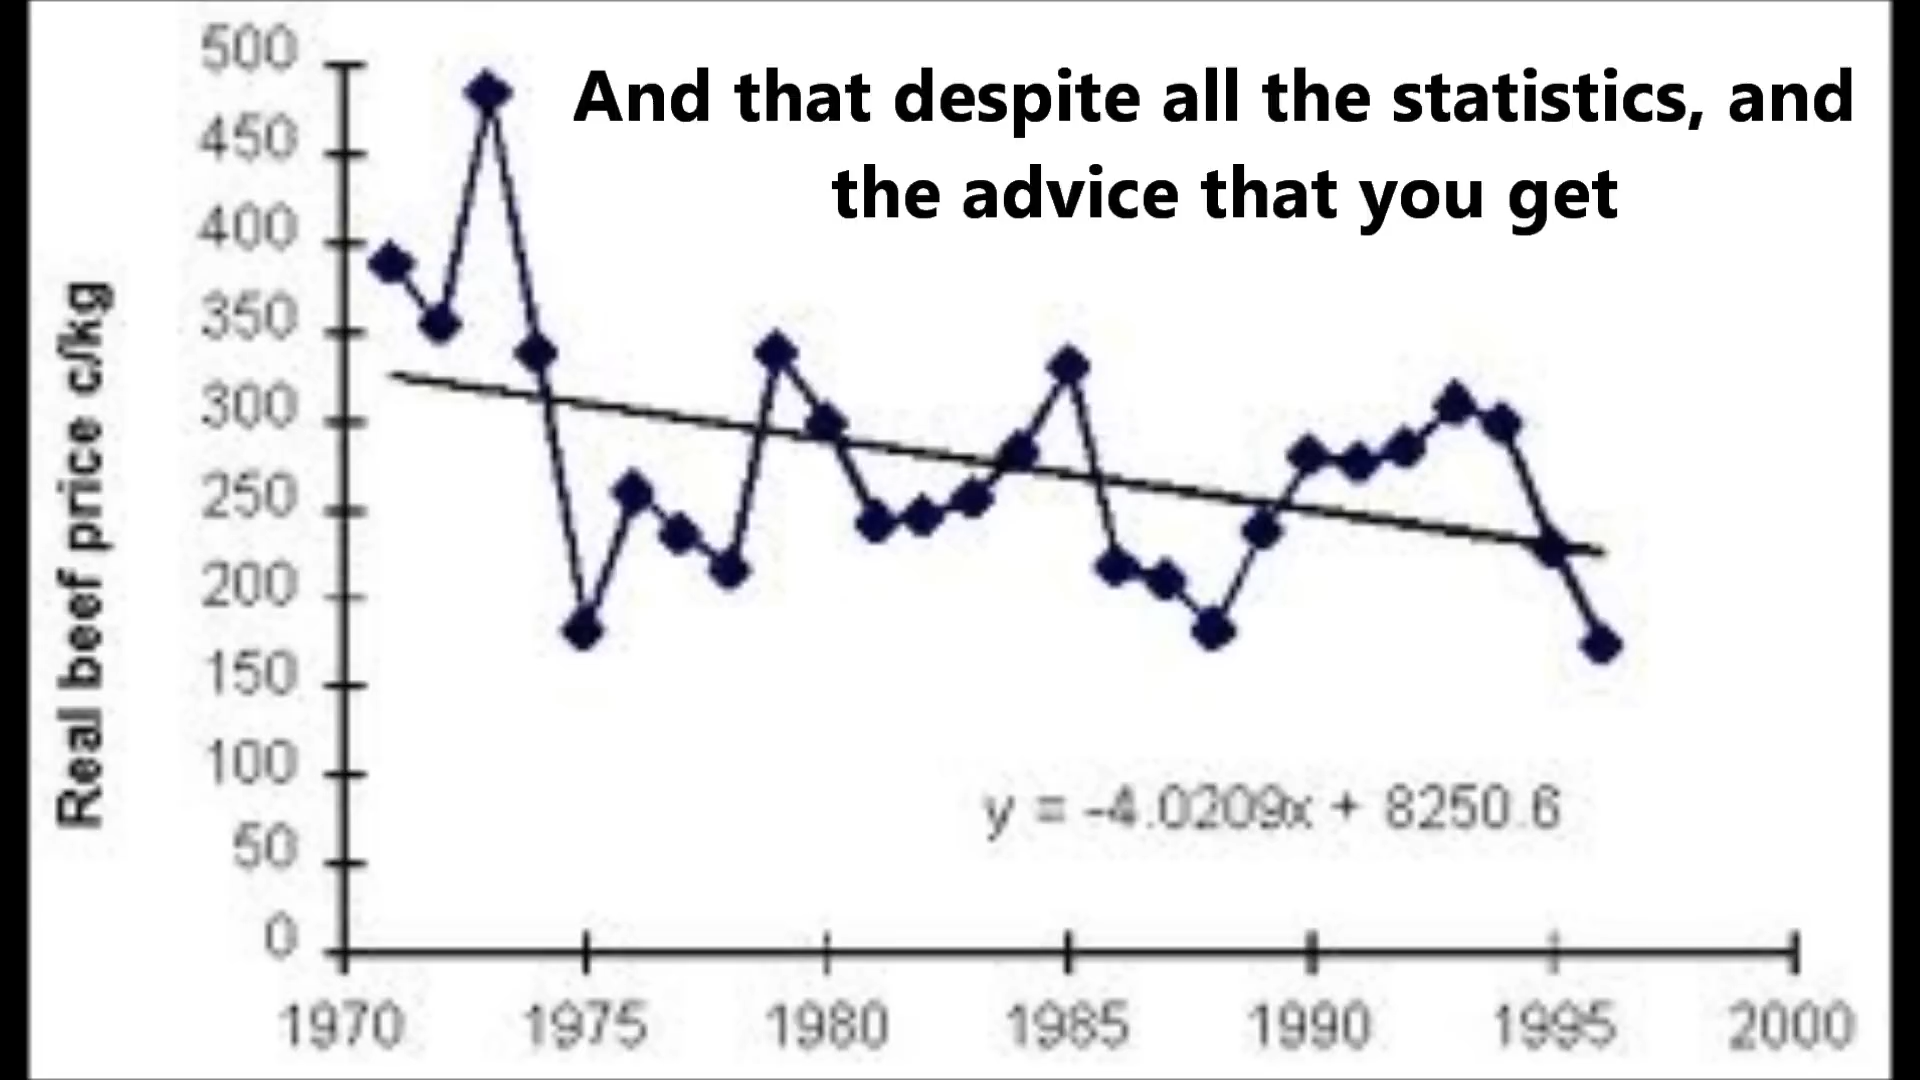 And that despite all the statistics, and
the advice that you get
Real beef price c/kg
500
450
400
350
300
250
200
150
100
50
0
y = -4.0209x + 8250.6
1970 1975 1980 1985 1990 1995 2000